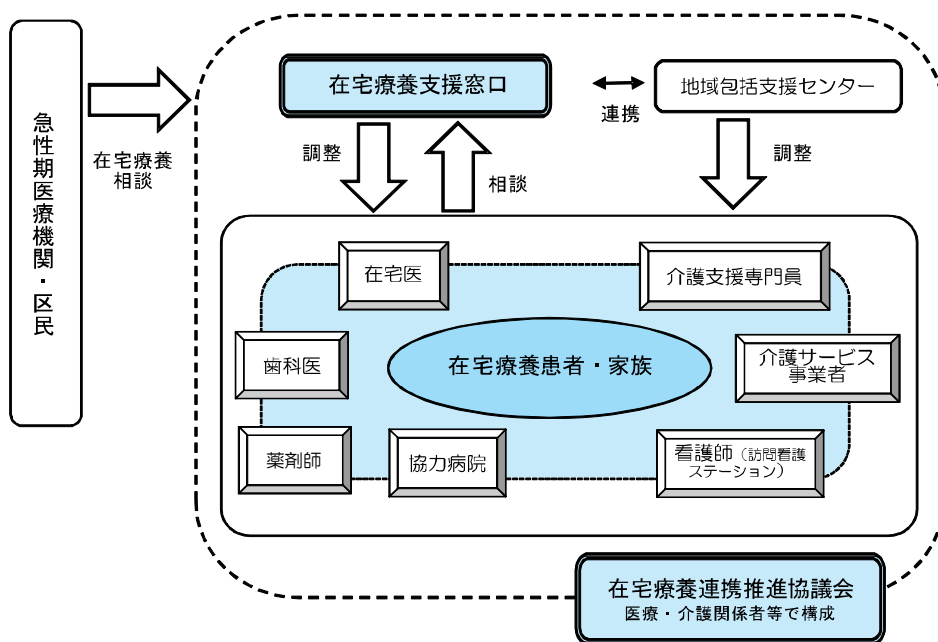 急性期医療機関・区民
在宅療養
相談
在宅療養支援窓口
連携
地域包括支援センター
調整
相談
調整
在宅医
介護支援専門員
歯科医
在宅療養患者・家族
介護サービス
事業者
薬剤師
協力病院
看護師（訪問看護
ステーション）
在宅療養連携推進協議会
医療・介護関係者等で構成